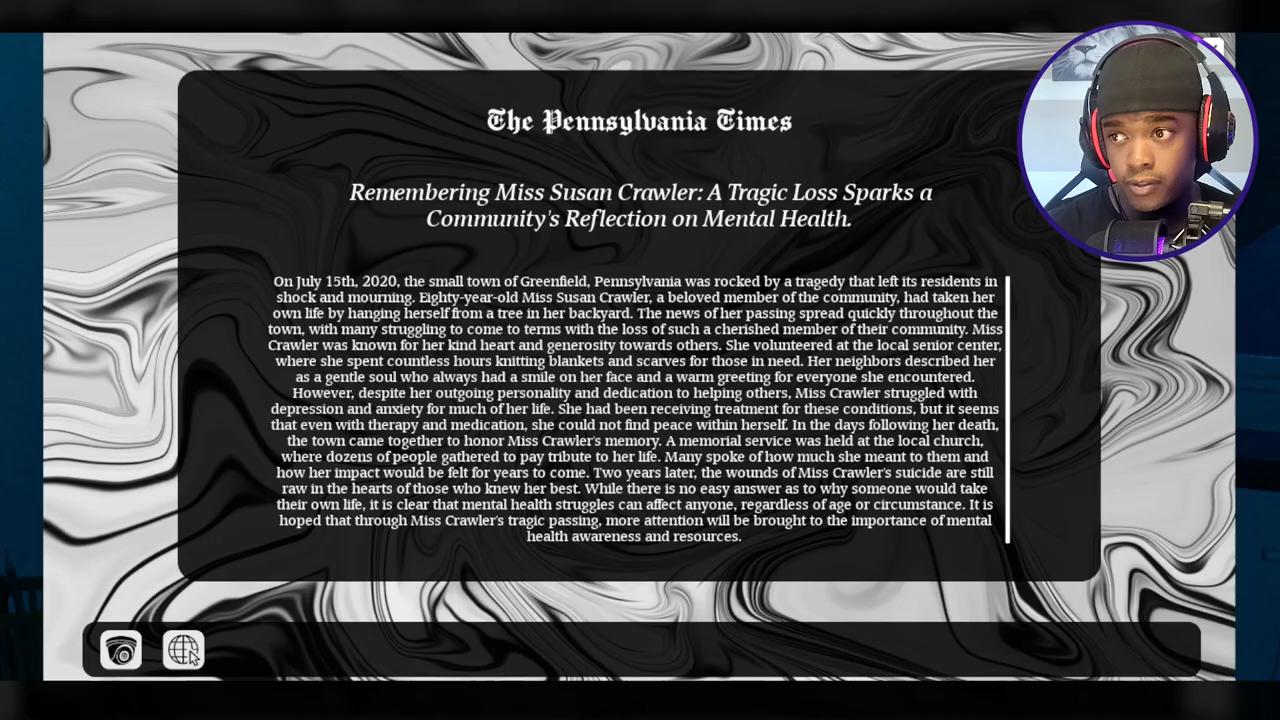 The Pennsylvania Times
Remembering Miss Susan Crawler: A Tragic Loss Sparks a
Community's Reflection on Mental Health.
On July 15th, 2020, the small town of Greenfield, Pennsylvania was rocked by a tragedy that left its residents in
shock and mourning. Eighty-year-old Miss Susan Crawler, a beloved member of the community, had taken her
own life by hanging herself from a tree in her backyard. The news of her passing spread quickly throughout the
town, with many struggling to come to terms with the loss of such a cherished member of their community. Miss
Crawler was known for her kind heart and generosity towards others. She volunteered at the local senior center,
where she spent countless hours knitting blankets and scarves for those in need. Her neighbors described her
as a gentle soul who always had a smile on her face and a warm greeting for everyone she encountered.
However, despite her outgoing personality and dedication to helping others, Miss Crawler struggled with
depression and anxiety for much of her life. She had been receiving treatment for these conditions, but it seems
that even with therapy and medication, she could not find peace within herself. In the days following her death,
the town came together to honor Miss Crawler's memory. A memorial service was held at the local church,
where dozens of people gathered to pay tribute to her life. Many spoke of how much she meant to them and
how her impact would be felt for years to come. Two years later, the wounds of Miss Crawler's suicide are still
raw in the hearts of those who knew her best. While there is no easy answer as to why someone would take
their own life, it is clear that mental health struggles can affect anyone, regardless of age or circumstance. It is
hoped that through Miss Crawler's tragic passing, more attention will be brought to the importance of mental
health awareness and resources.